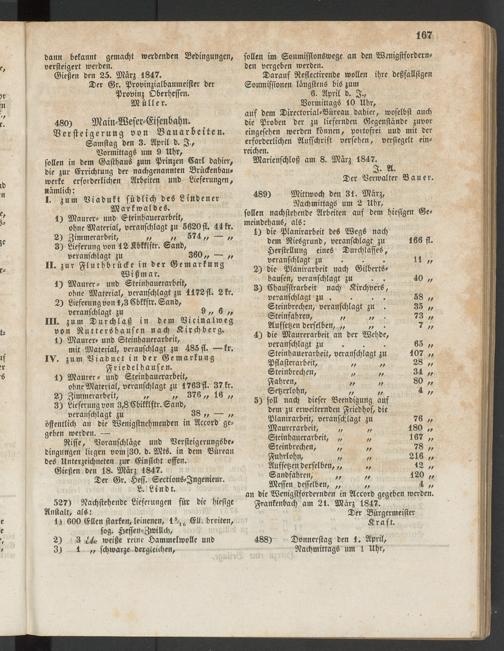 167
dann bekannt gemacht werdenden Bedingungen,
versteigert werden.
Gießen den 25. März 1847.
Der Gr. Provinzialbaumeister der
Provinz Oberhessen.
Müller.
480) Main-Weser-Eisenbahn.
Versteigerung von Bauarbeiten.
Samstag den 3. April d. J.,
Vormittags um 9 Uhr,
sollen in dem Gasthaus zum Prinzen Carl dahier,
die zur Errichtung der nachgenannten Brückenbau-
werke erforderlichen Arbeiten und Lieferungen,
nämlich:
I. zum Viadukt südlich des Lindener
Markwaldes.
1) Maurer- und Steinhauerarbeit,
ohne Material, veranschlagt zu 5620 fl. 44 kr.
2) Zimmerarbeit, „ „ 574 „ — „
3) Lieferung von 12 Kbkftr. Sand,
veranschlagt zu 360 „ — „
II. zur Fluthbrücke in der Gemarkung
Wißmar.
1) Maurer- und Steinhauerarbeit,
ohne Material, veranschlagt zu 1172 fl. 2 kr.
2) Lieferung von 1,3 Cbkftr. Sand,
veranschlagt zu 9 „ 6 „
III. zum Durchlaß in dem Vicinalweg
von Ruttershausen nach Kirchberg.
1) Maurer- und Steinhauerarbeit,
mit Material, veranschlagt zu 485 fl. — kr.
IV. zum Viaduct in der Gemarkung
Friedelhausen.
1) Maurer- und Steinhauerarbeit,
ohne Material, veranschlagt zu 1763 fl. 37 kr.
2) Zimmerarbeit, „ „ 376 „ 16 „
3) Lieferung von 3,8 Cbikkftr. Sand,
veranschlagt zu 38 „ — „
öffentlich an die Wenigstnehmenden in Accord ge-
geben werden. —
Risse, Voranschläge und Versteigerungsbe-
dingungen liegen vom 30. d. Mts. in dem Büreau
des Unterzeichneten zur Einsicht offen.
Gießen den 18. März 1847.
Der Gr. Hess. Sections-Ingenieur.
L. Lindt.
527) Nachstehende Lieferungen für die hiesige
Anstalt, als:
1) 600 Ellen starken, leinenen, Ell. breiten,
sog. Hessen-Zwillich,
2) 3 weiße reine Hammelwolle und
3) 1 „ schwarze dergleichen,
sollen im Soumissionswege an den Wenigstfordern-
den vergeben werden.
Darauf Reflectirende wollen ihre deßfallsigen
Soumissionen längstens bis zum
6. April d. J.,
Vormittags 10 Uhr,
auf dem Directorial-Büreau dahier, woselbst auch
die Proben der zu liefernden Gegenstände zuvor
eingesehen werden können, portofrei und mit der
erforderlichen Aufschrift versehen, versiegelt ein-
reichen.
Marienschloß am 8. März 1847.
J. A.
Der Verwalter Bauer.
489) Mittwoch den 31. März,
Nachmittags um 2 Uhr,
sollen nachstehende Arbeiten auf dem hiesigen Ge-
meindehaus, als:
1) die Planirarbeit des Wegs nach
dem Riesgrund, veranschlagt zu 166 fl.
Herstellung eines Durchlasses,
veranschlagt zu . . . 11 „
2) die Planirarbeit nach Gilberts-
hausen, veranschlagt zu 40 „
3) Chaussirarbeit nach Kirchvers,
veranschlagt zu . . . 58 „
Steinbrechen, veranschlagt zu 35 „
Steinfahren, „ „ 73 „
Aufsetzen derselben, „ „ 7 „
4) die Maurerarbeit an der Wehde,
veranschlagt zu . . . 65 „
Steinhauerarbeit, veranschlagt zu 107 „
Pflasterarbeit, „ „ 28 „
Steinbrechen, „ „ 34 „
Fahren, „ „ 80 „
Setzerlohn, „ „ 4 „
5) soll nach dieser Beendigung auf
dem zu erweiternden Friedhof, die
Planirarbeit, veranschlagt zu 76 „
Maurerarbeit, „ „ 180 „
Steinhauerarbeit, „ „ 167 „
Steinbrechen, „ „ 78 „
Fuhrlohn, „ „ 216 „
Aufsetzen derselben, „ „ 12 „
Sandfahren, „ „ 120 „
Messen desselben, „ „ 4 „
an die Wenigstfordernden in Accord gegeben werden.
Frankenbach am 21. März 1847.
Der Bürgermeister
Kraft.
488) Donnerstag den 1. April,
Nachmittags um 1 Uhr,